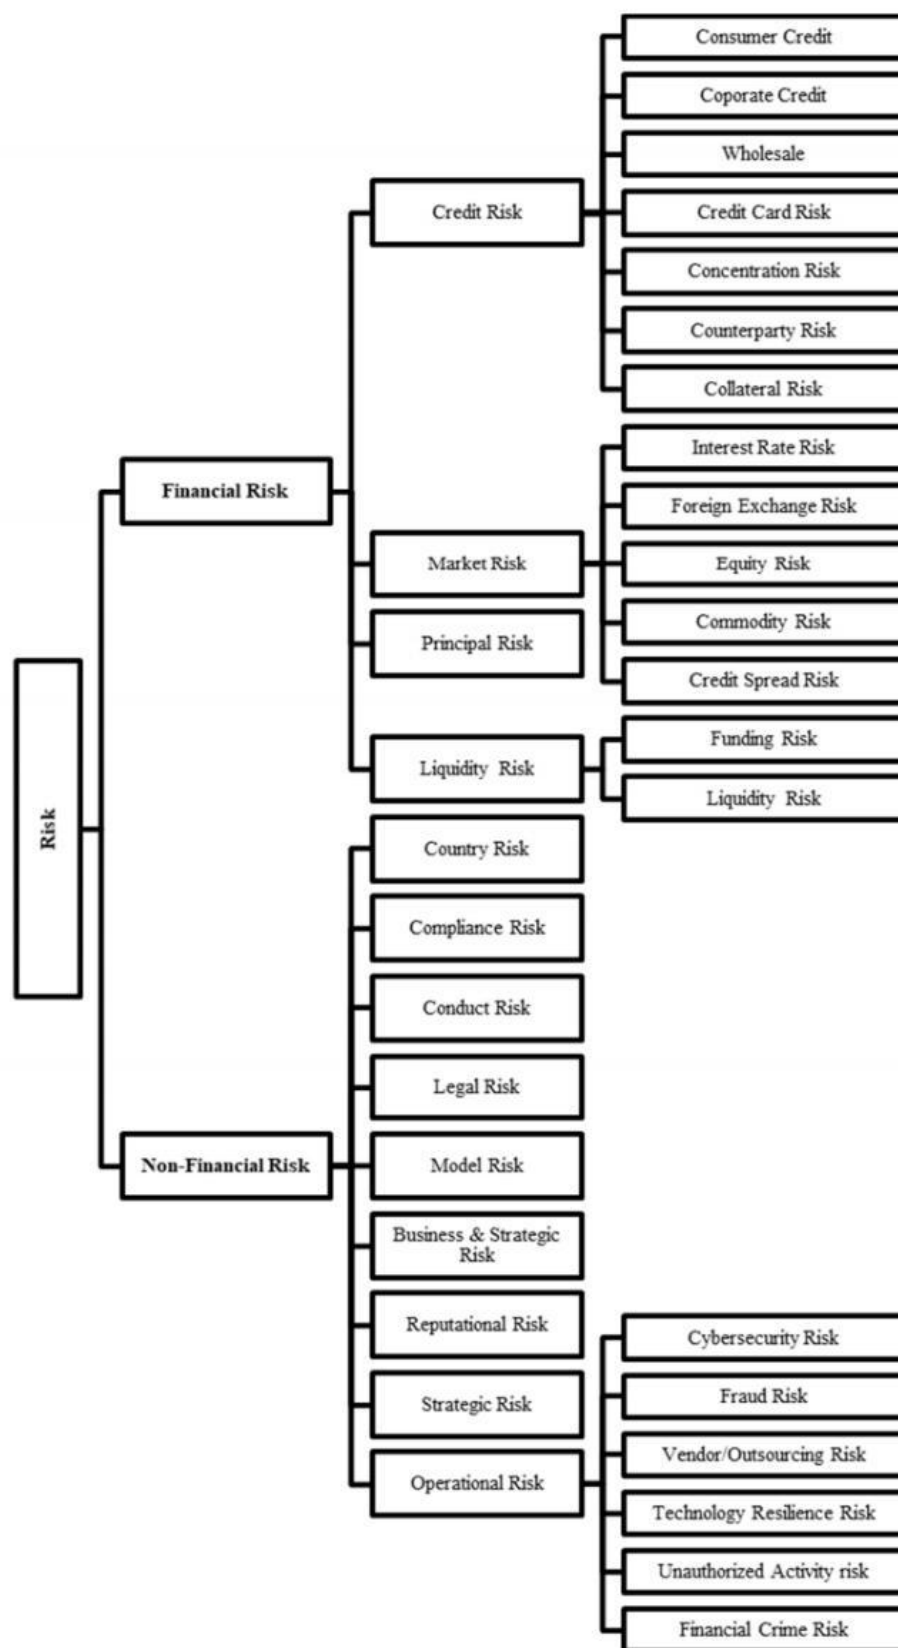 Risk
Financial Risk
Credit Risk
Consumer Credit
Coporate Credit
Wholesale
Credit Card Risk
Concentration Risk
Counterparty Risk
Collateral Risk
Market Risk
Interest Rate Risk
Foreign Exchange Risk
Equity Risk
Commodity Risk
Credit Spread Risk
Principal Risk
Liquidity Risk
Funding Risk
Liquidity Risk
Non-Financial Risk
Country Risk
Compliance Risk
Conduct Risk
Legal Risk
Model Risk
Business & Strategic
Risk
Reputational Risk
Strategic Risk
Operational Risk
Cybersecurity Risk
Fraud Risk
Vendor/Outsourcing Risk
Technology Resilience Risk
Unauthorized Activity risk
Financial Crime Risk